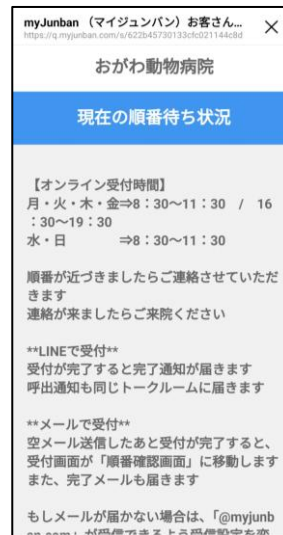 myJunban （マイジュンバン）お客さん...
https://q.myjunban.com/s/622b45730133cfc021144c8d
おがわ動物病院
現在の順番待ち状況
【オンライン受付時間】
月・火・木・金⇒8：30～11：30 / 16
：30～19：30
水・日 ⇒8：30～11：30
順番が近づきましたらご連絡させていただ
きます
連絡が来ましたらご来院ください
**LINEで受付**
受付が完了すると完了通知が届きます
呼出通知も同じトークルームに届きます
**メールで受付**
空メール送信したあと受付が完了すると、
受付画面が「順番確認画面」に移動します
また、完了メールも届きます
もしメールが届かない場合は、「@myjunb
an.com」が受信できるよう受信設定を変